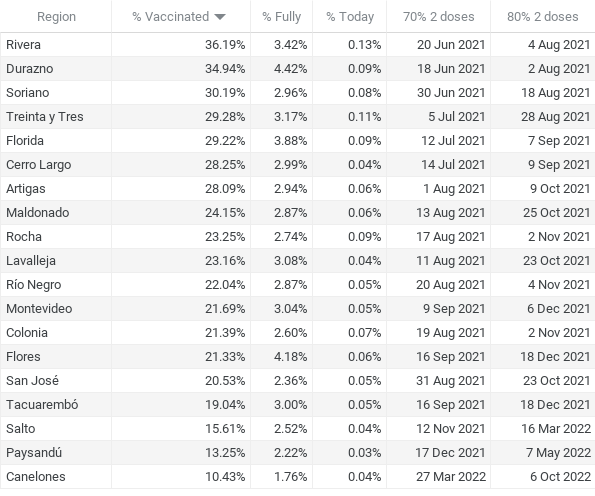 Region % Vaccinated % Fully % Today 70% 2 doses 80% 2 doses
Rivera 36.19% 3.42% 0.13% 20 Jun 2021 4 Aug 2021
Durazno 34.94% 4.42% 0.09% 18 Jun 2021 2 Aug 2021
Soriano 30.19% 2.96% 0.08% 30 Jun 2021 18 Aug 2021
Treinta y Tres 29.28% 3.17% 0.11% 5 Jul 2021 28 Aug 2021
Florida 29.22% 3.88% 0.09% 12 Jul 2021 7 Sep 2021
Cerro Largo 28.25% 2.99% 0.04% 14 Jul 2021 9 Sep 2021
Artigas 28.09% 2.94% 0.06% 1 Aug 2021 9 Oct 2021
Maldonado 24.15% 2.87% 0.06% 13 Aug 2021 25 Oct 2021
Rocha 23.25% 2.74% 0.09% 17 Aug 2021 2 Nov 2021
Lavalleja 23.16% 3.08% 0.04% 11 Aug 2021 23 Oct 2021
Río Negro 22.04% 2.87% 0.05% 20 Aug 2021 4 Nov 2021
Montevideo 21.69% 3.04% 0.05% 9 Sep 2021 6 Dec 2021
Colonia 21.39% 2.60% 0.07% 19 Aug 2021 2 Nov 2021
Flores 21.33% 4.18% 0.06% 16 Sep 2021 18 Dec 2021
San José 20.53% 2.36% 0.05% 31 Aug 2021 23 Oct 2021
Tacuarembó 19.04% 3.00% 0.05% 16 Sep 2021 18 Dec 2021
Salto 15.61% 2.52% 0.04% 12 Nov 2021 16 Mar 2022
Paysandú 13.25% 2.22% 0.03% 17 Dec 2021 7 May 2022
Canelones 10.43% 1.76% 0.04% 27 Mar 2022 6 Oct 2022